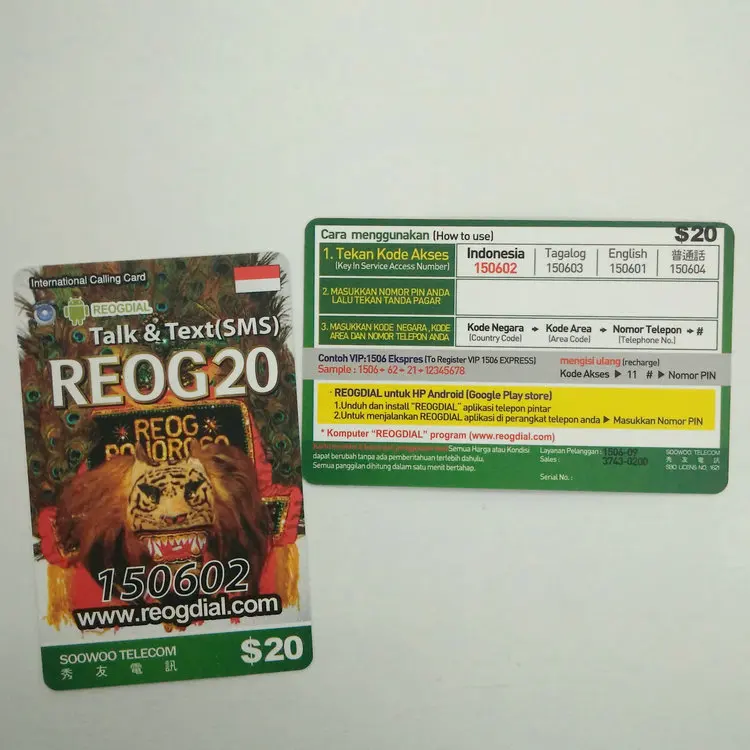 International Calling Card
REOGDIAL
Talk & Text(SMS)
REOG20
REOG
PONOROGO
150602
www.reogdial.com
SOOWOO TELECOM
秀 友 電 訊
$20
Cara menggunakan (How to use)
$20
1. Tekan Kode Akses
(Key In Service Access Number)
Indonesia
150602
Tagalog
150603
English
150601
普通話
150604
2. MASUKKAN NOMOR PIN ANDA
LALU TEKAN TANDA PAGAR
3. MASUKKAN KODE NEGARA, KODE
AREA DAN NOMOR TELEPON ANDA
Kode Negara ➔ Kode Area ➔ Nomor Telepon ➔ #
(Country Code) (Area Code) (Telephone No.)
Contoh VIP:1506 Ekspres (To Register VIP 1506 EXPRESS)
Sample : 1506 + 62 + 21 + 12345678
mengisi ulang (recharge)
Kode Akses ▶ 11 # ▶ Nomor PIN
· REOGDIAL untuk HP Android (Google Play store)
1.Unduh dan install "REOGDIAL" aplikasi telepon pintar
2.Untuk menjalankan REOGDIAL aplikasi di perangkat telepon anda ▶ Masukkan Nomor PIN
* Komputer "REOGDIAL" program (www.reogdial.com)
Semua Harga atau Kondisi
dapat berubah tanpa ada pemberitahuan terlebih dahulu.
Semua panggilan dihitung dalam satu menit bertahap.
Layanan Pelanggan : 1506-09
Sales : 3743-0200
Serial No. :
SOOWOO TELECOM
秀 友 電 訊
SBO LICENS NO. 1621